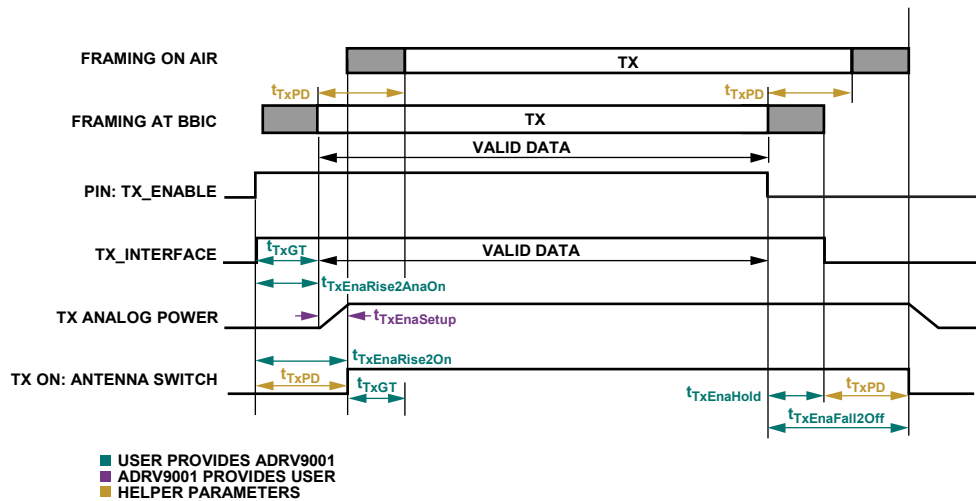 FRAMING ON AIR
TX
tTxPD
tTxPD
FRAMING AT BBIC
TX
VALID DATA
PIN: TX_ENABLE
tTxGT
TX_INTERFACE
VALID DATA
tTxEnaRise2AnaOn
TX ANALOG POWER
tTxEnaSetup
tTxEnaRise2On
TX ON: ANTENNA SWITCH
tTxPD
tTxGT
tTxEnaHold
tTxPD
tTxEnaFall2Off
USER PROVIDES ADRV9001
ADRV9001 PROVIDES USER
HELPER PARAMETERS